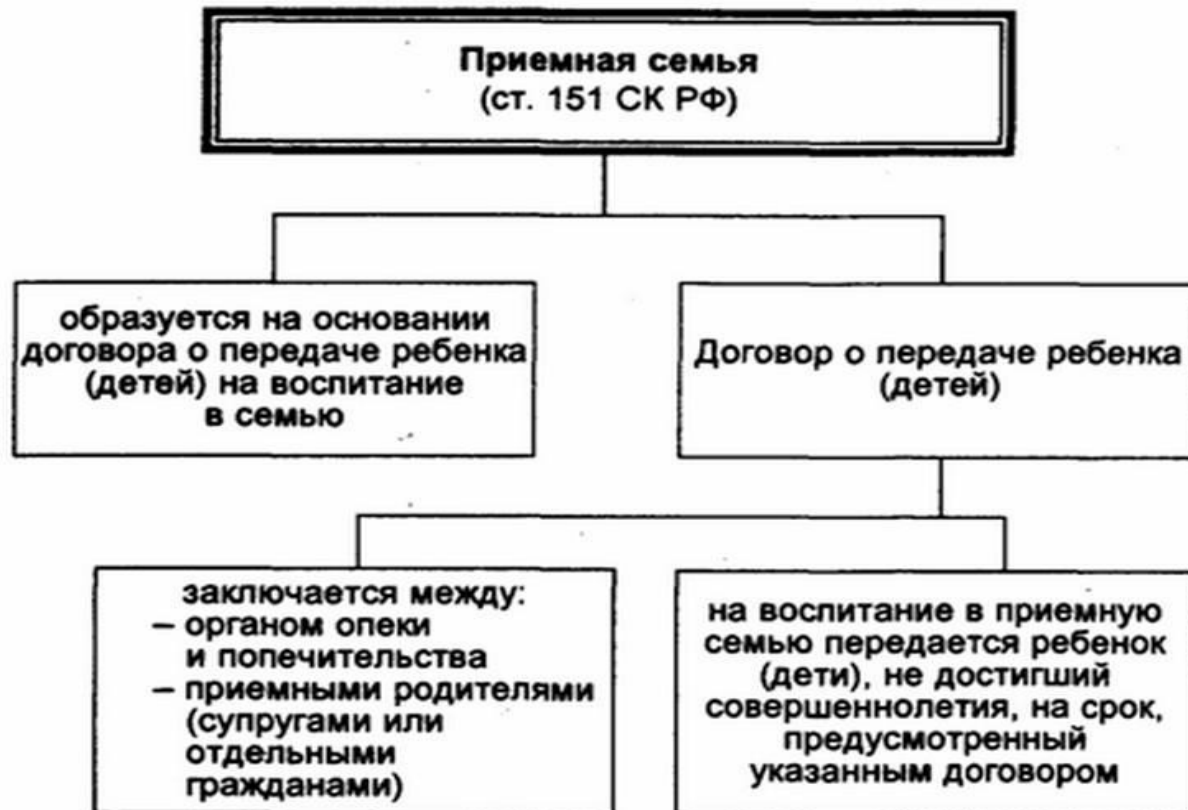 Приемная семья
(ст. 151 СК РФ)
образуется на основании
договора о передаче ребенка
(детей) на воспитание
в семью
Договор о передаче ребенка
(детей)
заключается между:
– органом опеки
и попечительства
– приемными родителями
(супругами или
отдельными
гражданами)
на воспитание в приемную
семью передается ребенок
(дети), не достигший
совершеннолетия, на срок,
предусмотренный
указанным договором